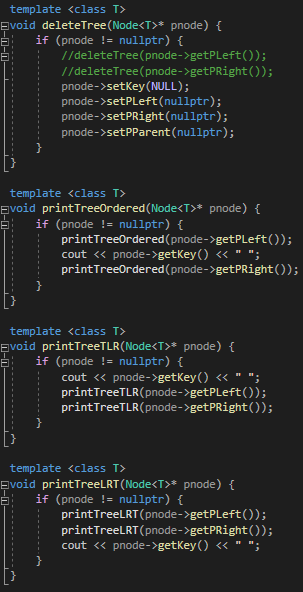 template <class T>
void deleteTree(Node<T>* pnode) {
    if (pnode != nullptr) {
        //deleteTree(pnode->getPLeft());
        //deleteTree(pnode->getPRight());
        pnode->setKey(NULL);
        pnode->setPLeft(nullptr);
        pnode->setPRight(nullptr);
        pnode->setPParent(nullptr);
    }
}
template <class T>
void printTreeOrdered(Node<T>* pnode) {
    if (pnode != nullptr) {
        printTreeOrdered(pnode->getPLeft());
        cout << pnode->getKey() << " ";
        printTreeOrdered(pnode->getPRight());
    }
}
template <class T>
void printTreeTLR(Node<T>* pnode) {
    if (pnode != nullptr) {
        cout << pnode->getKey() << " ";
        printTreeTLR(pnode->getPLeft());
        printTreeTLR(pnode->getPRight());
    }
}
template <class T>
void printTreeLRT(Node<T>* pnode) {
    if (pnode != nullptr) {
        printTreeLRT(pnode->getPLeft());
        printTreeLRT(pnode->getPRight());
        cout << pnode->getKey() << " ";
    }
}